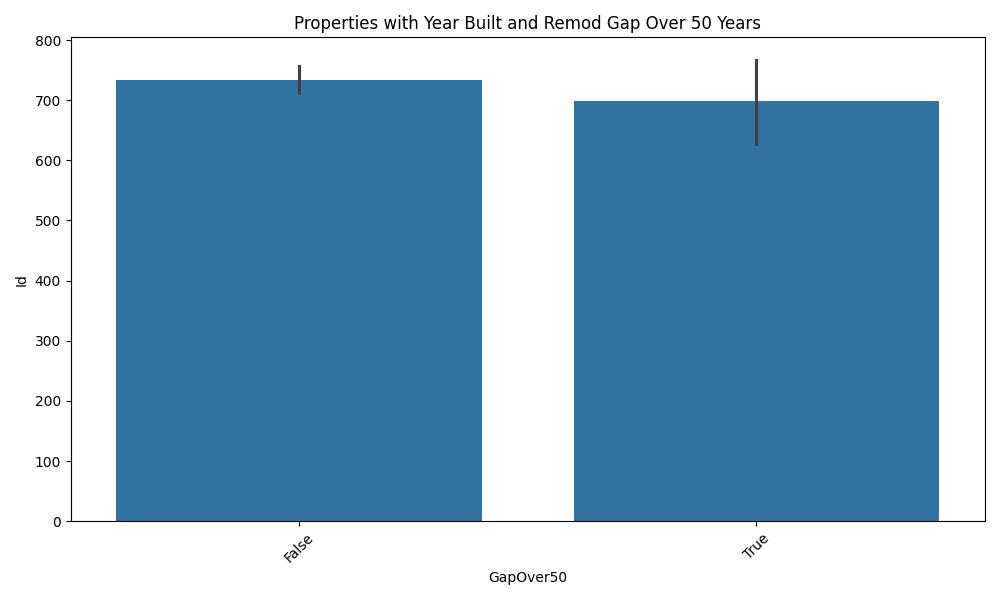 Properties with Year Built and Remod Gap Over 50 Years
800
700
600
500
400
300
200
100
0
Id
False
True
GapOver50